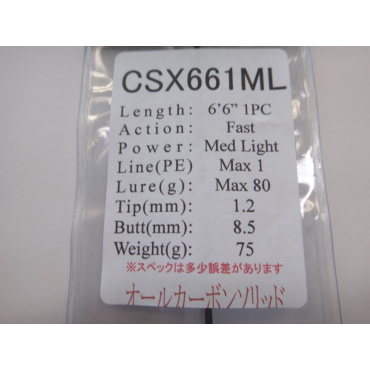 CSX661ML
Length: 6’6” 1PC
Action: Fast
Power: Med Light
Line(PE) Max 1
Lure(g): Max 80
Tip(mm): 1.2
Butt(mm): 8.5
Weight(g): 75
※スペックは多少誤差があります
オールカーボンソリッド